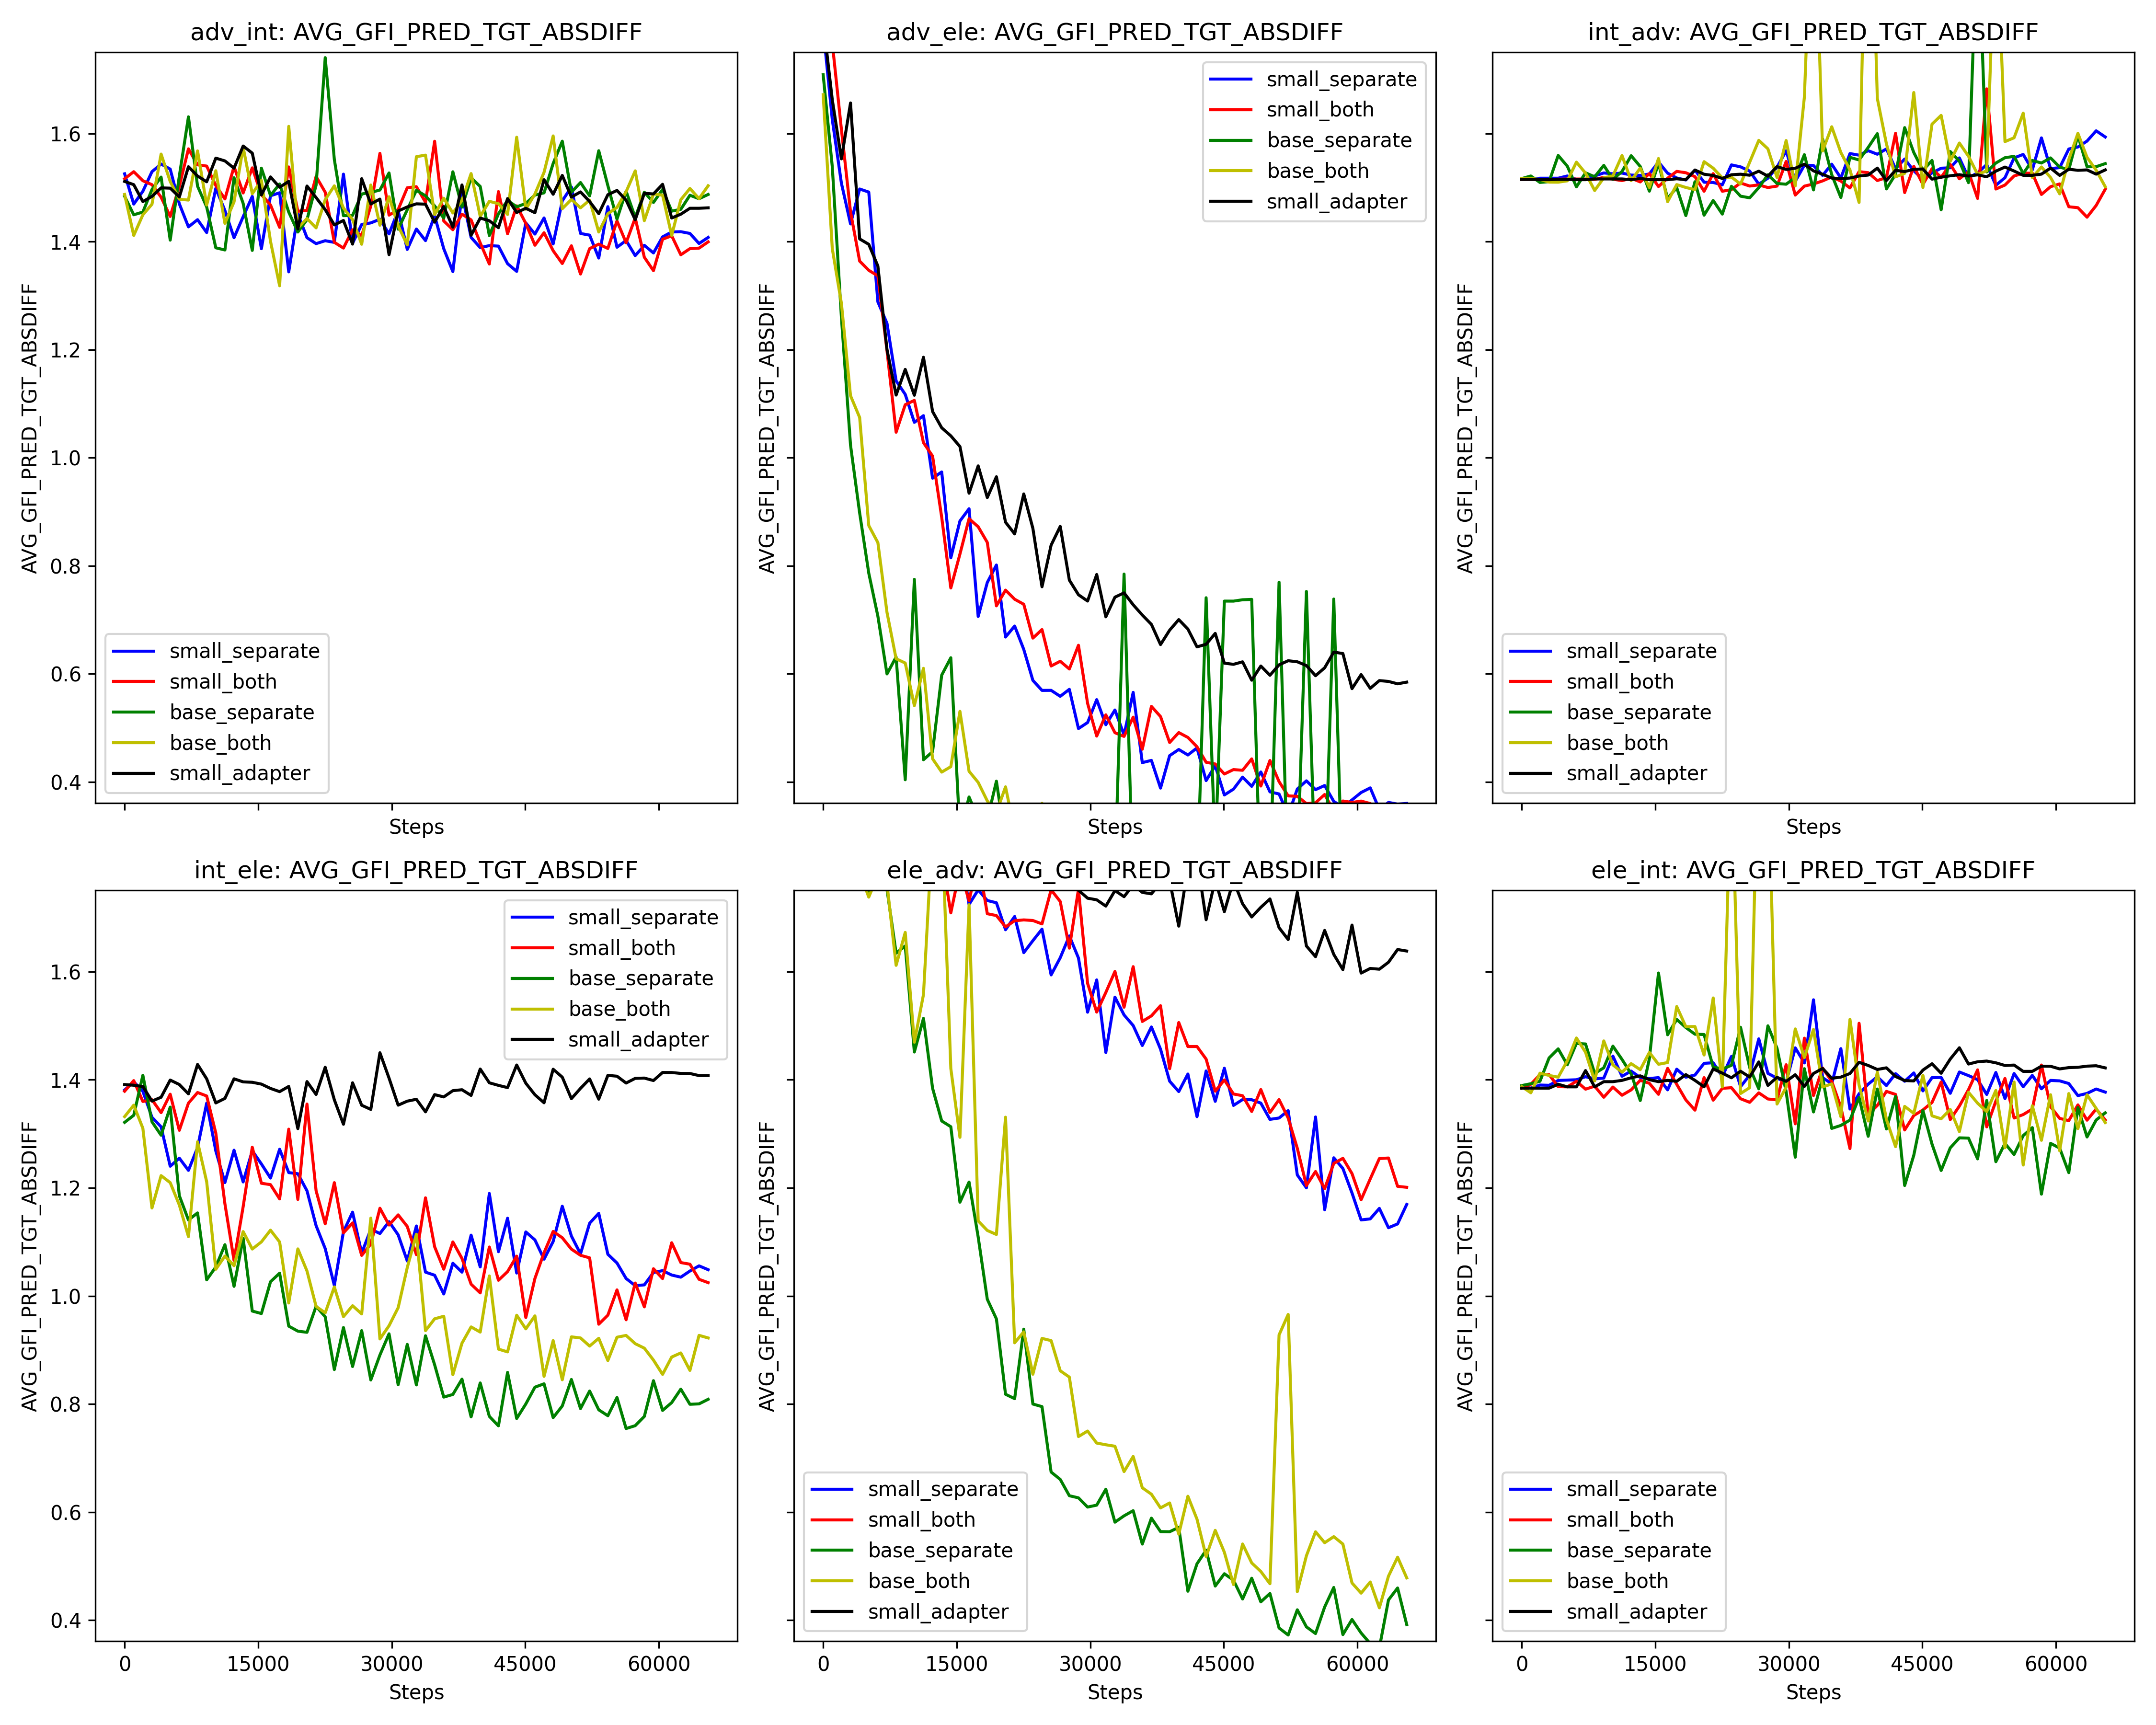 adv_int: AVG_GFI_PRED_TGT_ABSDIFF
AVG_GFI_PRED_TGT_ABSDIFF
1.6
1.4
1.2
1.0
0.8
0.6
0.4
small_separate
small_both
base_separate
base_both
small_adapter
Steps
adv_ele: AVG_GFI_PRED_TGT_ABSDIFF
AVG_GFI_PRED_TGT_ABSDIFF
small_separate
small_both
base_separate
base_both
small_adapter
Steps
int_adv: AVG_GFI_PRED_TGT_ABSDIFF
AVG_GFI_PRED_TGT_ABSDIFF
small_separate
small_both
base_separate
base_both
small_adapter
Steps
int_ele: AVG_GFI_PRED_TGT_ABSDIFF
AVG_GFI_PRED_TGT_ABSDIFF
1.6
1.4
1.2
1.0
0.8
0.6
0.4
small_separate
small_both
base_separate
base_both
small_adapter
0 15000 30000 45000 60000
Steps
ele_adv: AVG_GFI_PRED_TGT_ABSDIFF
AVG_GFI_PRED_TGT_ABSDIFF
small_separate
small_both
base_separate
base_both
small_adapter
0 15000 30000 45000 60000
Steps
ele_int: AVG_GFI_PRED_TGT_ABSDIFF
AVG_GFI_PRED_TGT_ABSDIFF
small_separate
small_both
base_separate
base_both
small_adapter
0 15000 30000 45000 60000
Steps